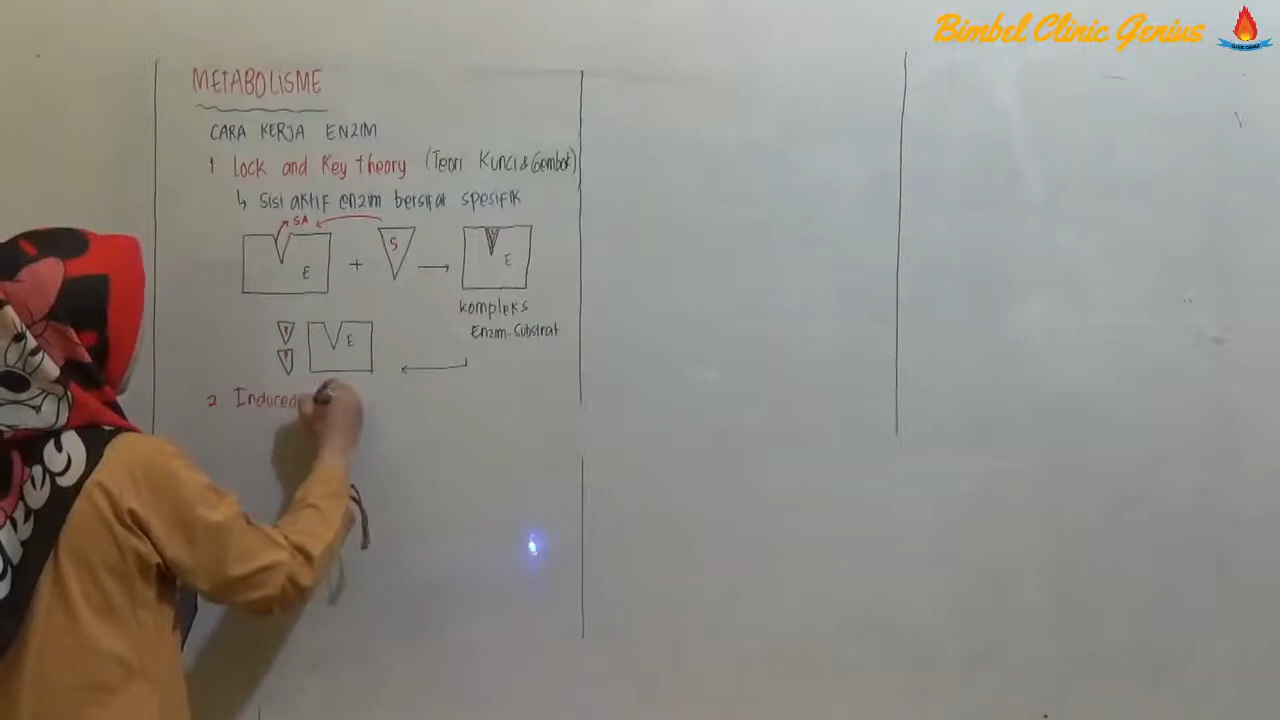 Bimbel Clinic Genius
METABOLISME
CARA KERJA ENZIM
1 Lock and Key theory (Teori Kunci & Gembok)
↳ Sisi aktif enzim bersifat spesifik
SA
E + S → E
kompleks
Enzim-Substrat
E
2 Induced
ckey